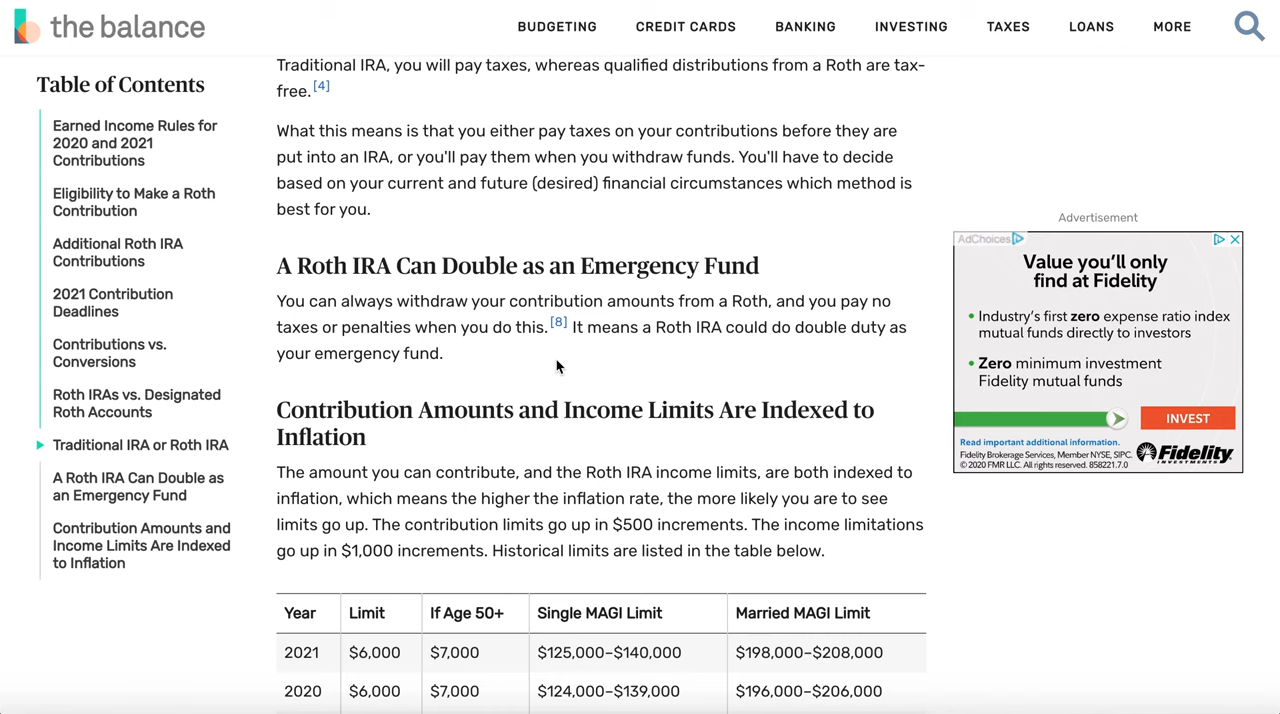 the balance
BUDGETING CREDIT CARDS BANKING INVESTING TAXES LOANS MORE
Table of Contents
Earned Income Rules for
2020 and 2021
Contributions
Eligibility to Make a Roth
Contribution
Additional Roth IRA
Contributions
2021 Contribution
Deadlines
Contributions vs.
Conversions
Roth IRAs vs. Designated
Roth Accounts
Traditional IRA or Roth IRA
A Roth IRA Can Double as
an Emergency Fund
Contribution Amounts and
Income Limits Are Indexed
to Inflation
Traditional IRA, you will pay taxes, whereas qualified distributions from a Roth are tax-
free. [4]
What this means is that you either pay taxes on your contributions before they are
put into an IRA, or you'll pay them when you withdraw funds. You'll have to decide
based on your current and future (desired) financial circumstances which method is
best for you.
A Roth IRA Can Double as an Emergency Fund
You can always withdraw your contribution amounts from a Roth, and you pay no
taxes or penalties when you do this. [8] It means a Roth IRA could do double duty as
your emergency fund.
Contribution Amounts and Income Limits Are Indexed to
Inflation
The amount you can contribute, and the Roth IRA income limits, are both indexed to
inflation, which means the higher the inflation rate, the more likely you are to see
limits go up. The contribution limits go up in $500 increments. The income limitations
go up in $1,000 increments. Historical limits are listed in the table below.
Year Limit If Age 50+ Single MAGI Limit Married MAGI Limit
2021 $6,000 $7,000 $125,000–$140,000 $198,000–$208,000
2020 $6,000 $7,000 $124,000–$139,000 $196,000–$206,000
Advertisement
AdChoices
Value you'll only
find at Fidelity
• Industry's first zero expense ratio index
mutual funds directly to investors
• Zero minimum investment
Fidelity mutual funds
INVEST
Read important additional information.
Fidelity Brokerage Services, Member NYSE, SIPC.
© 2020 FMR LLC. All rights reserved. 858221.7.0
Fidelity
INVESTMENTS